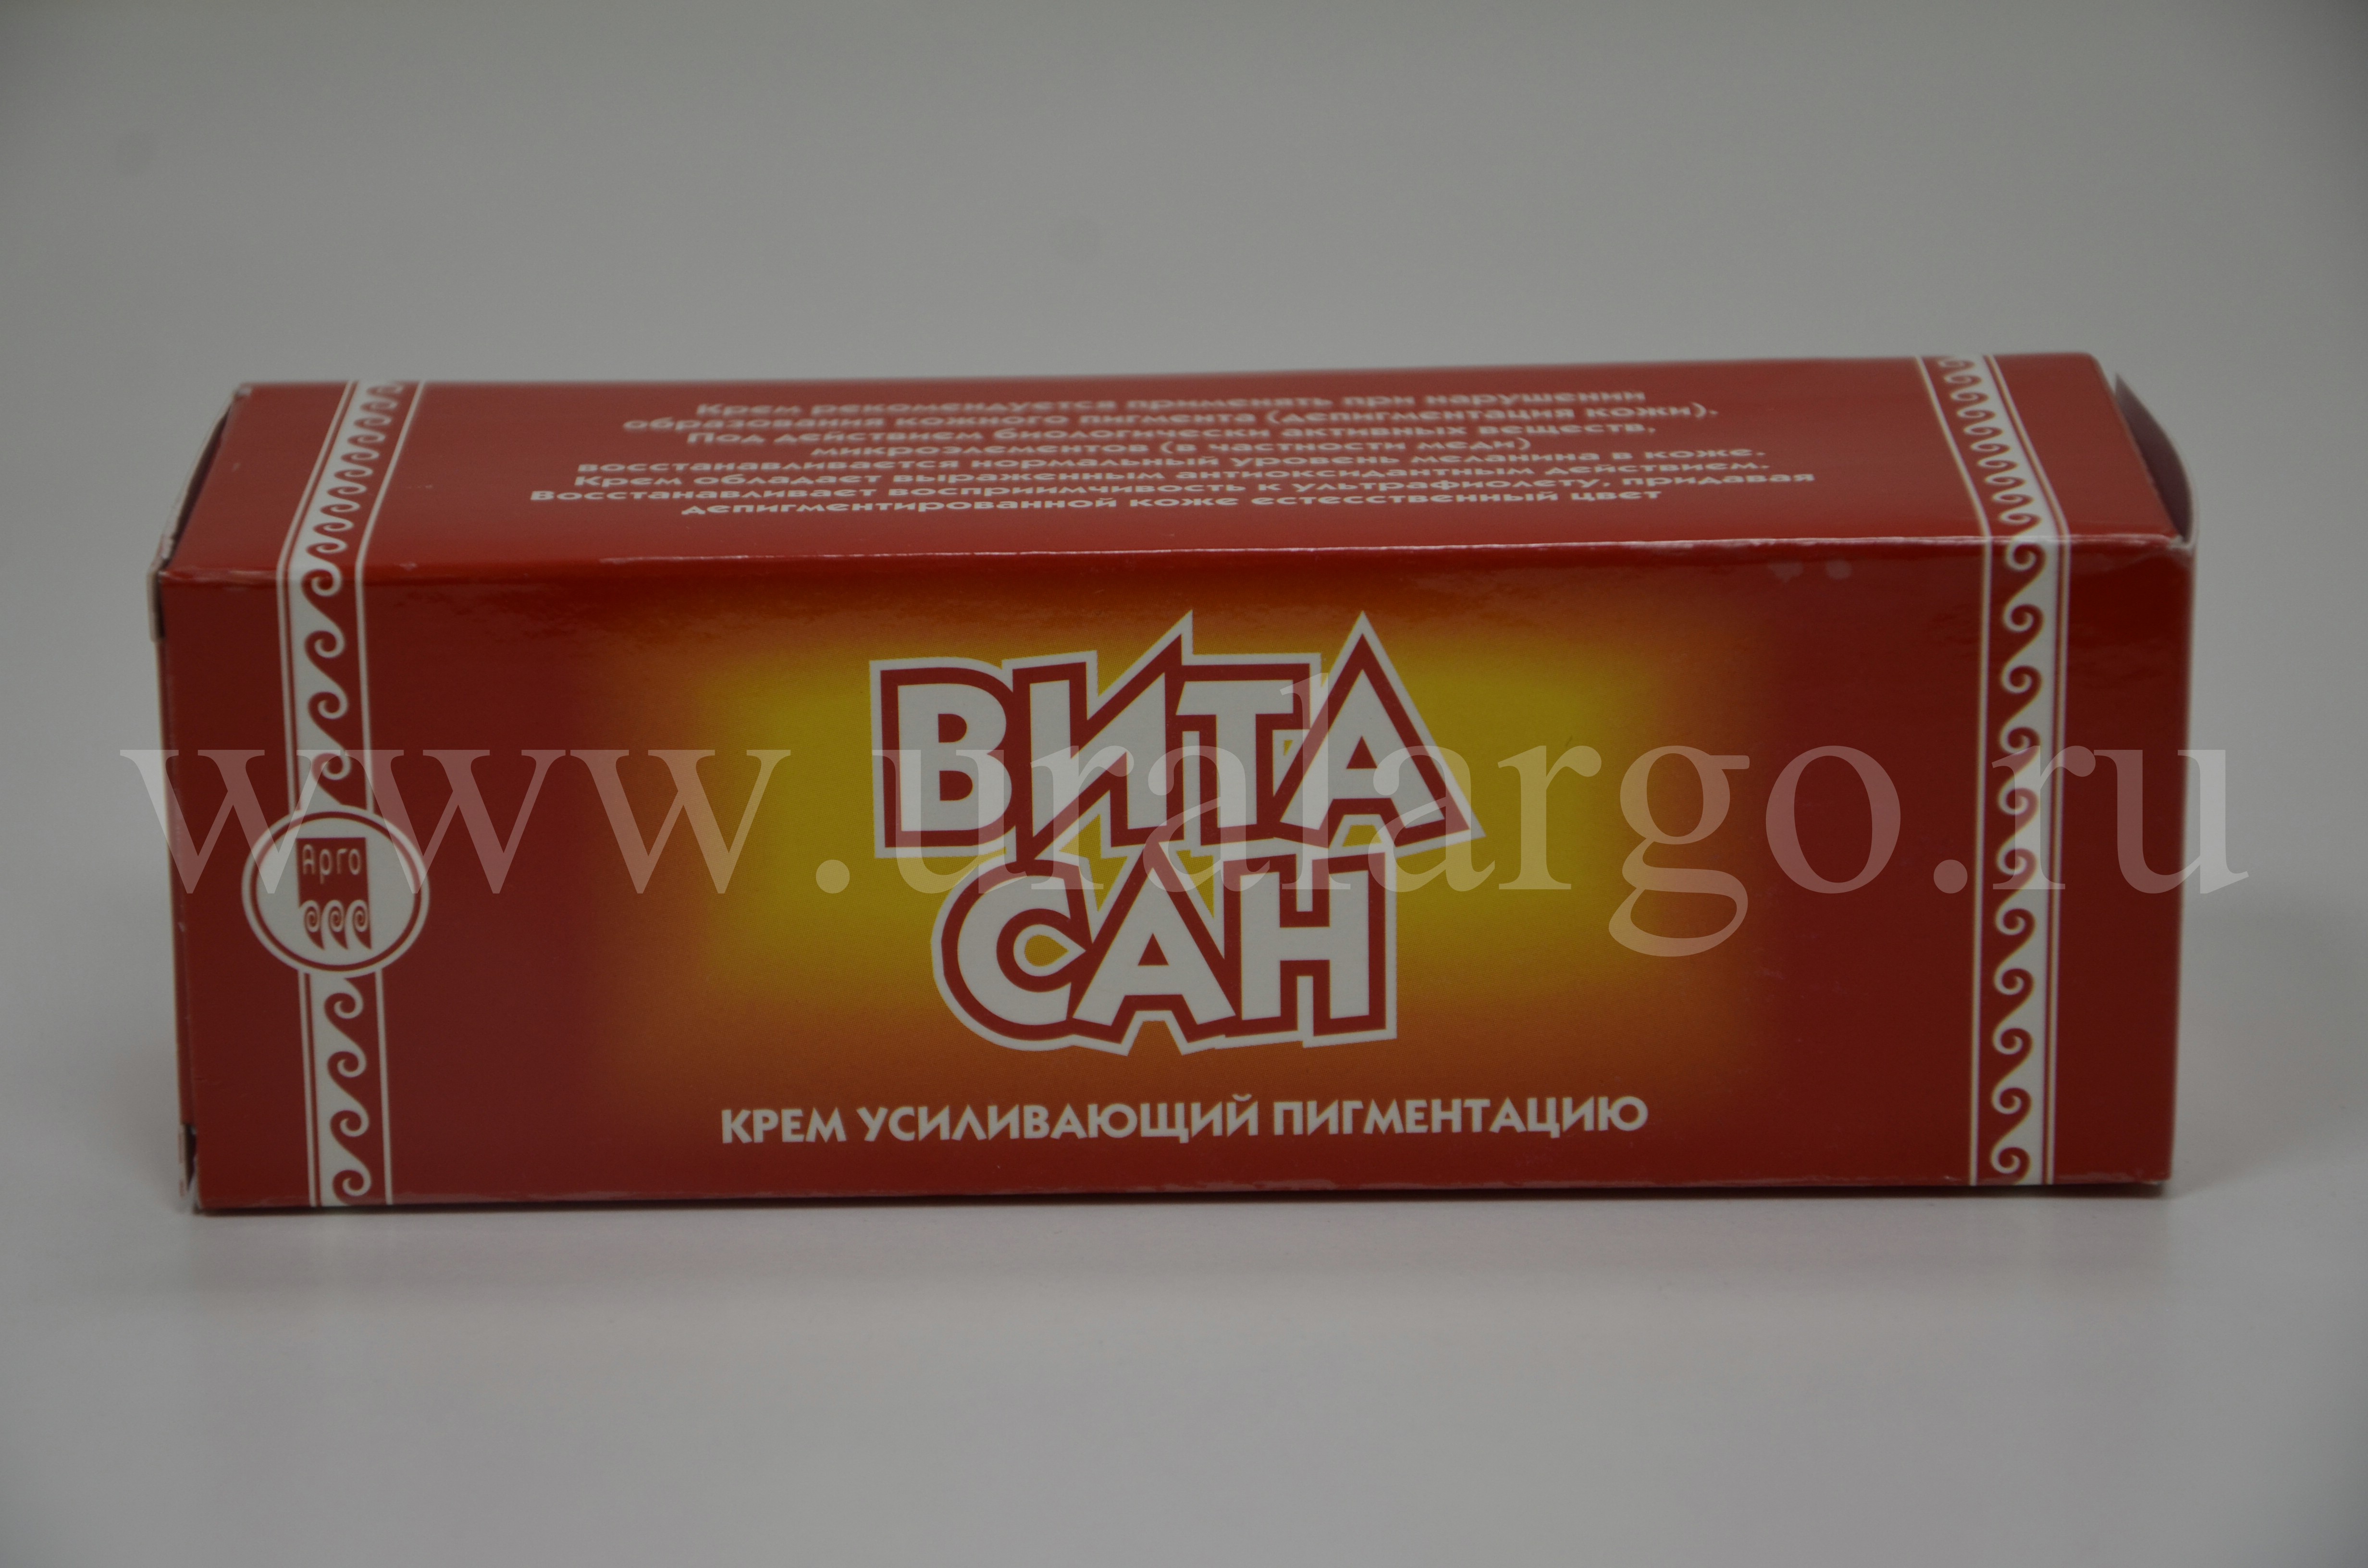 Крем рекомендуется применять при нарушении
образования кожного пигмента (депигментация кожи).
Под действием биологически активных веществ,
микроэлементов (в частности меди)
восстанавливается нормальный уровень меланина в коже.
Крем обладает выраженным антиоксидантным действием.
Восстанавливает восприимчивость к ультрафиолету, придавая
депигментированной коже естесственный цвет
ВИТА
САН
www.uralargo.ru
Арго
КРЕМ УСИЛИВАЮЩИЙ ПИГМЕНТАЦИЮ